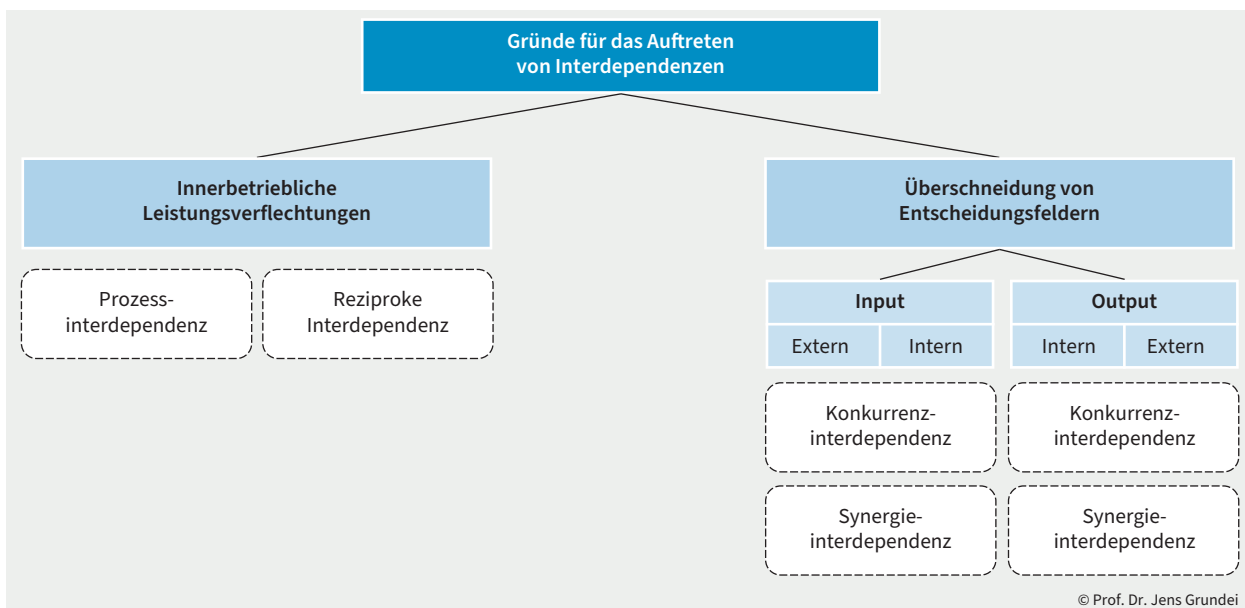 Gründe für das Auftreten
von Interdependenzen
Innerbetriebliche
Leistungsverflechtungen
Prozess-
interdependenz
Reziproke
Interdependenz
Überschneidung von
Entscheidungsfeldern
Input
Output
Extern
Intern
Intern
Extern
Konkurrenz-
interdependenz
Konkurrenz-
interdependenz
Synergie-
interdependenz
Synergie-
interdependenz
© Prof. Dr. Jens Grundei